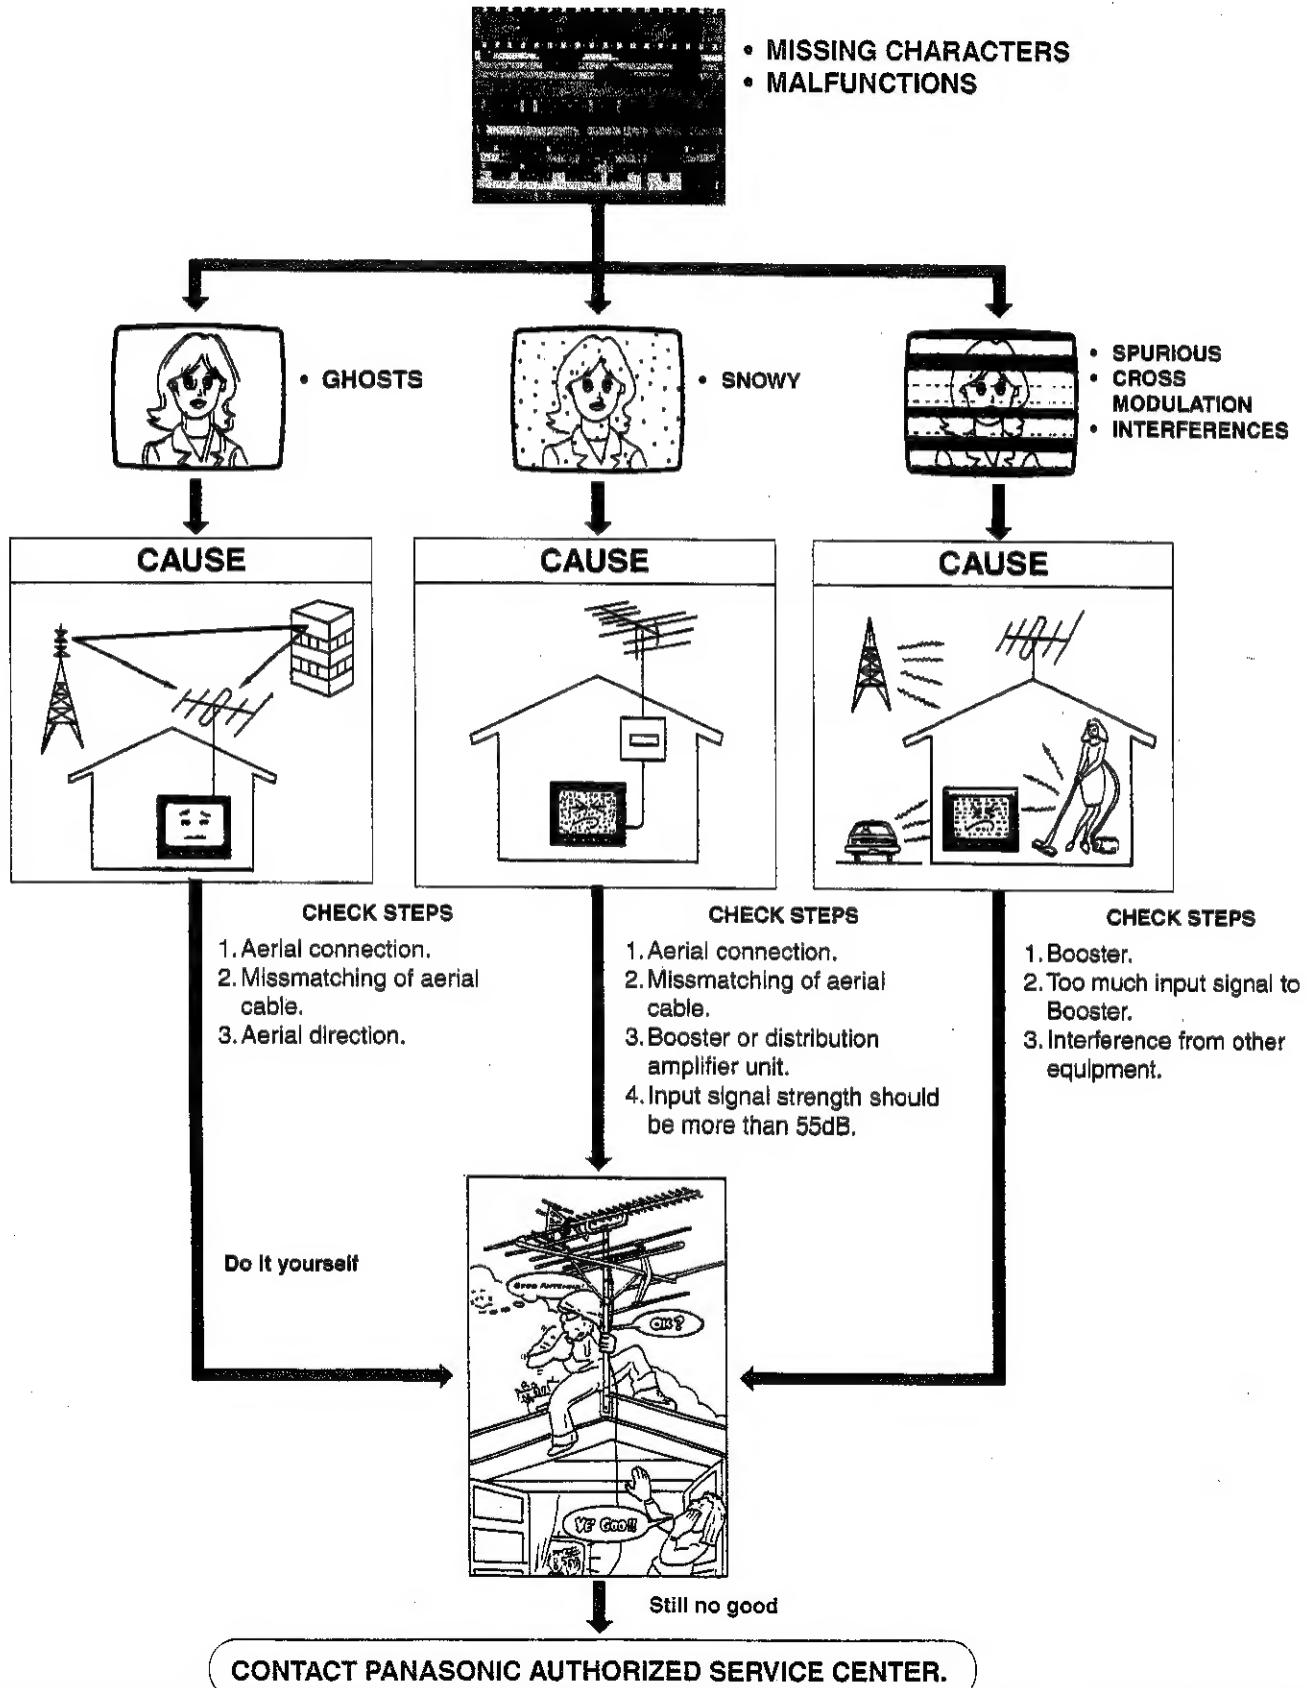 • MISSING CHARACTERS
• MALFUNCTIONS
• GHOSTS
• SNOWY
• SPURIOUS
• CROSS
MODULATION
• INTERFERENCES
CAUSE
CAUSE
CAUSE
CHECK STEPS
1. Aerial connection.
2. Missmatching of aerial
cable.
3. Aerial direction.
CHECK STEPS
1. Aerial connection.
2. Missmatching of aerial
cable.
3. Booster or distribution
amplifier unit.
4. Input signal strength should
be more than 55dB.
CHECK STEPS
1. Booster.
2. Too much input signal to
Booster.
3. Interference from other
equipment.
Do it yourself
OK?
Still no good
CONTACT PANASONIC AUTHORIZED SERVICE CENTER.